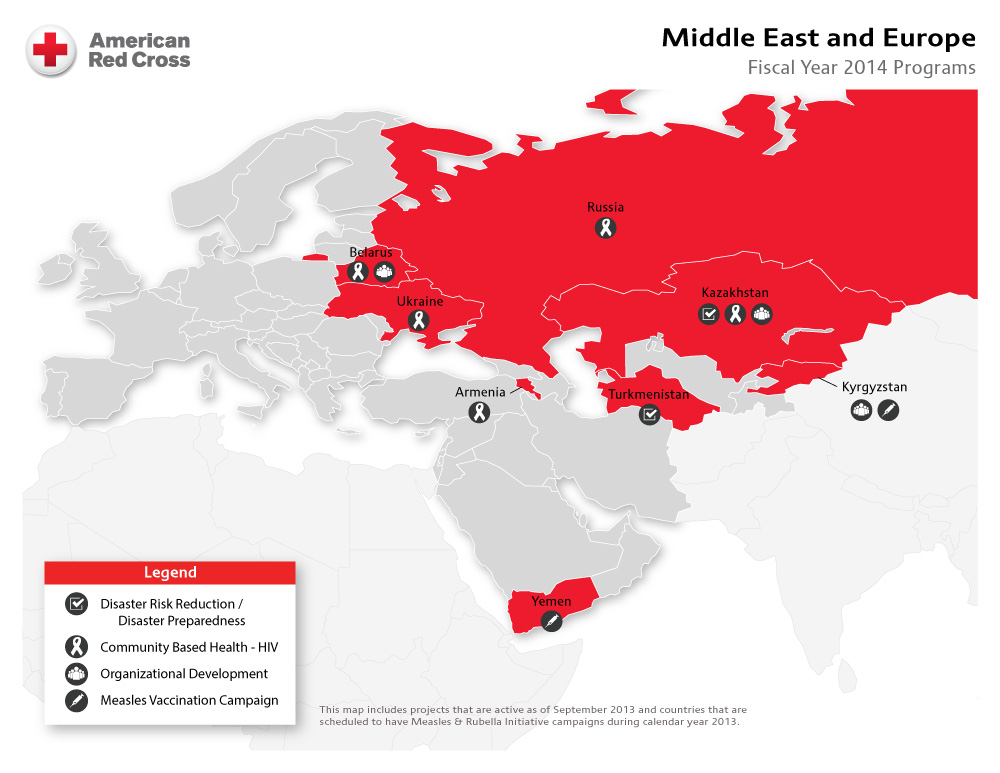 American
Red Cross
Middle East and Europe
Fiscal Year 2014 Programs
Russia
Belarus
Kazakhstan
Ukraine
Armenia
Turkmenistan
Kyrgyzstan
Yemen
Legend
Disaster Risk Reduction /
Disaster Preparedness
Community Based Health - HIV
Organizational Development
Measles Vaccination Campaign
This map includes projects that are active as of September 2013 and countries that are
scheduled to have Measles & Rubella Initiative campaigns during calendar year 2013.